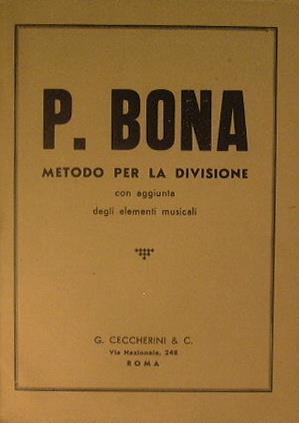 P. BONA
METODO PER LA DIVISIONE
con aggiunta
degli elementi musicali
G. CECCHERINI & C.
Via Nazionale, 248
ROMA